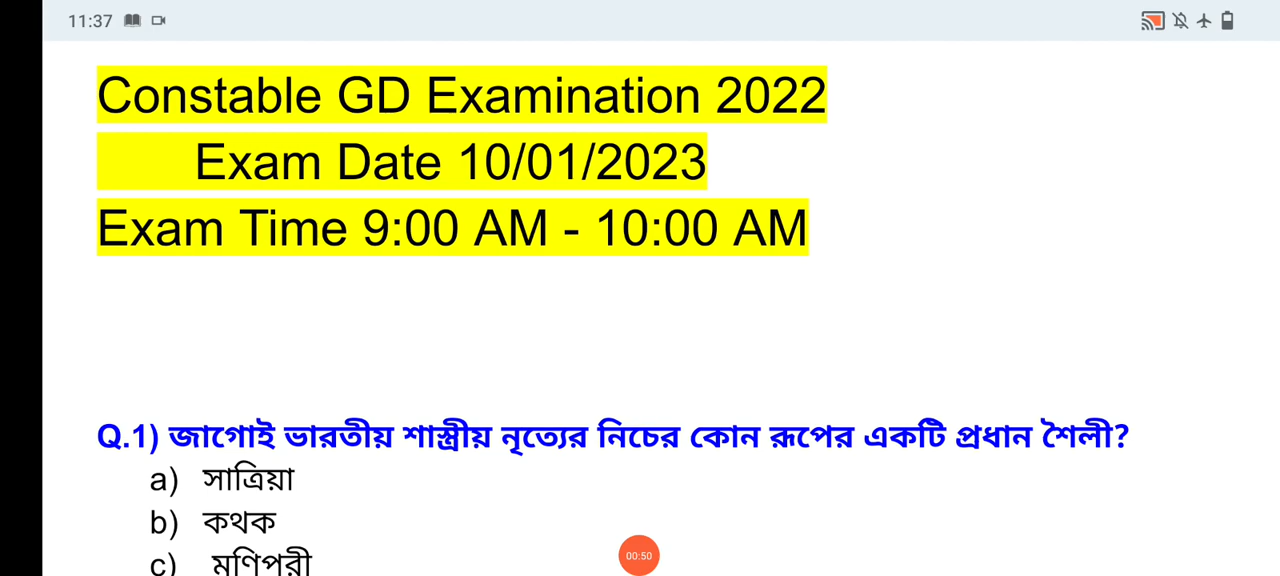 11:37
Constable GD Examination 2022
Exam Date 10/01/2023
Exam Time 9:00 AM - 10:00 AM
Q.1) জাগোই ভারতীয় শাস্ত্রীয় নৃত্যের নিচের কোন রূপের একটি প্রধান শৈলী?
a) সাত্রিয়া
b) কথক
c) মণিপুরী
00:50